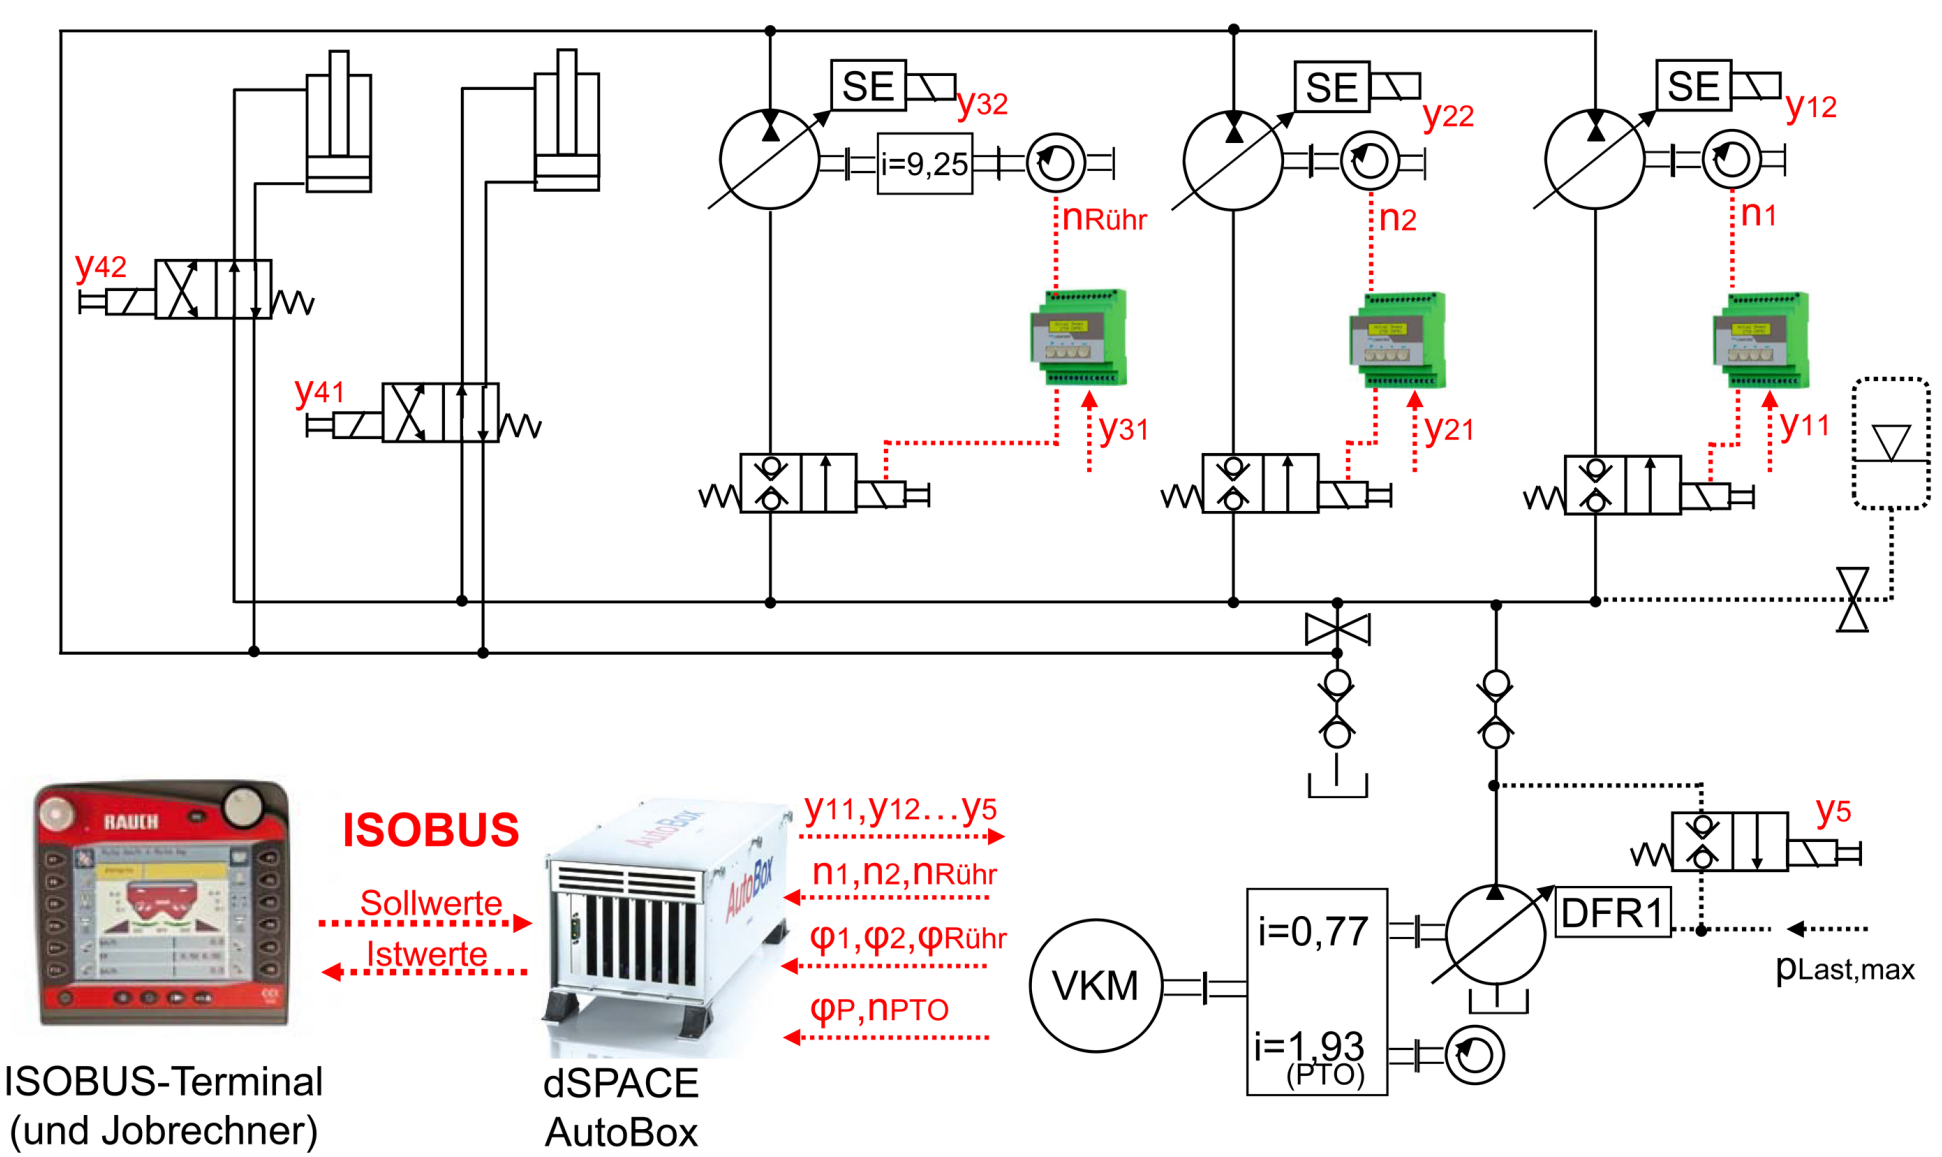 SE
y32
SE
y22
SE
y12
i=9,25
nRühr
n2
n1
y42
y41
y31
y21
y11
RAUCH
ISOBUS
Sollwerte
Istwerte
AutoBox
AutoBox
y11,y12...y5
n1,n2,nRühr
φ1,φ2,φRühr
φP,nPTO
y5
VKM
i=0,77
i=1,93
(PTO)
DFR1
pLast,max
CCI
ISOBUS-Terminal
(und Jobrechner)
dSPACE
AutoBox